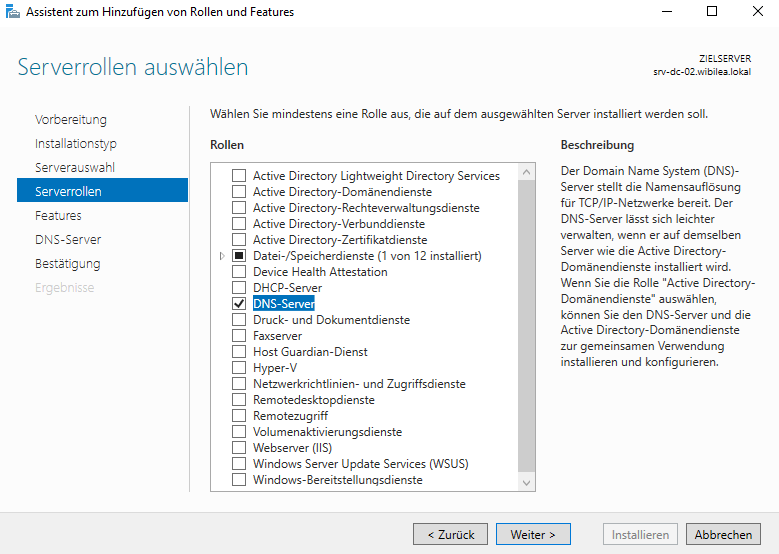 Assistent zum Hinzufügen von Rollen und Features
Serverrollen auswählen
ZIELSERVER
srv-dc-02.wibilea.lokal
Vorbereitung
Installationstyp
Serverauswahl
Serverrollen
Features
DNS-Server
Bestätigung
Ergebnisse
Wählen Sie mindestens eine Rolle aus, die auf dem ausgewählten Server installiert werden soll.
Rollen
Active Directory Lightweight Directory Services
Active Directory-Domänendienste
Active Directory-Rechteverwaltungsdienste
Active Directory-Verbunddienste
Active Directory-Zertifikatdienste
Datei-/Speicherdienste (1 von 12 installiert)
Device Health Attestation
DHCP-Server
DNS-Server
Druck- und Dokumentdienste
Faxserver
Host Guardian-Dienst
Hyper-V
Netzwerkrichtlinien- und Zugriffsdienste
Remotedesktopdienste
Remotezugriff
Volumenaktivierungsdienste
Webserver (IIS)
Windows Server Update Services (WSUS)
Windows-Bereitstellungsdienste
Beschreibung
Der Domain Name System (DNS)-
Server stellt die Namensauflösung
für TCP/IP-Netzwerke bereit. Der
DNS-Server lässt sich leichter
verwalten, wenn er auf demselben
Server wie die Active Directory-
Domänendienste installiert wird.
Wenn Sie die Rolle "Active Directory-
Domänendienste" auswählen,
können Sie den DNS-Server und die
Active Directory-Domänendienste
zur gemeinsamen Verwendung
installieren und konfigurieren.
< Zurück
Weiter >
Installieren
Abbrechen